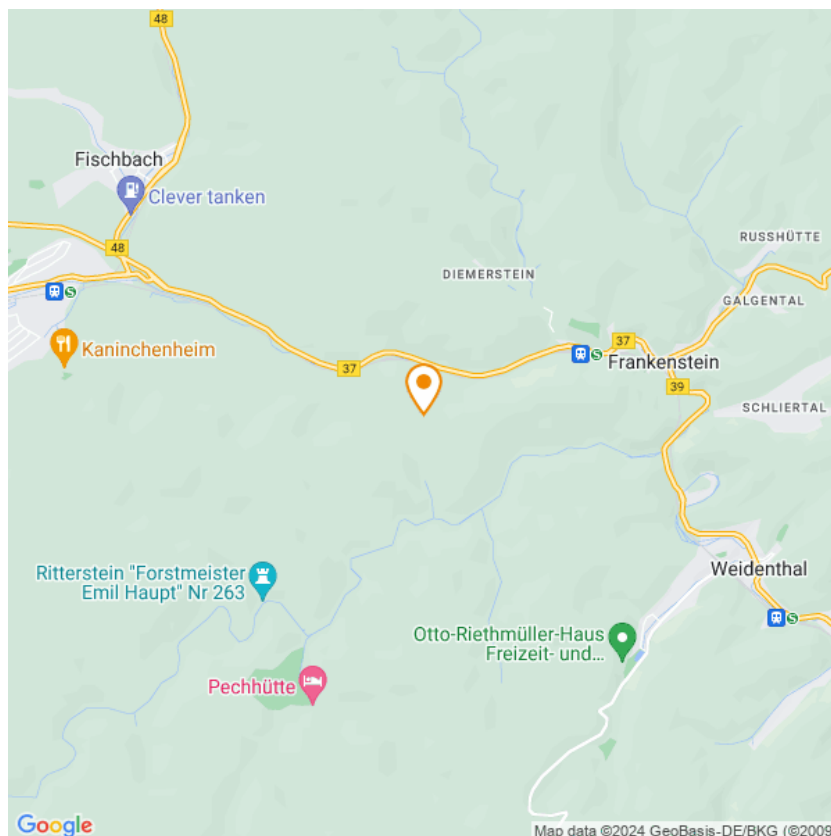 48
Fischbach
Clever tanken
48
RUSSHÜTTE
DIEMERSTEIN
S
GALGENTAL
Kaninchenheim
37
37
S
Frankenstein
39
SCHLIERTAL
Ritterstein "Forstmeister
Emil Haupt" Nr 263
Weidenthal
S
Otto-Riethmüller-Haus
Freizeit- und...
Pechhütte
Google
Map data ©2024 GeoBasis-DE/BKG (©2009